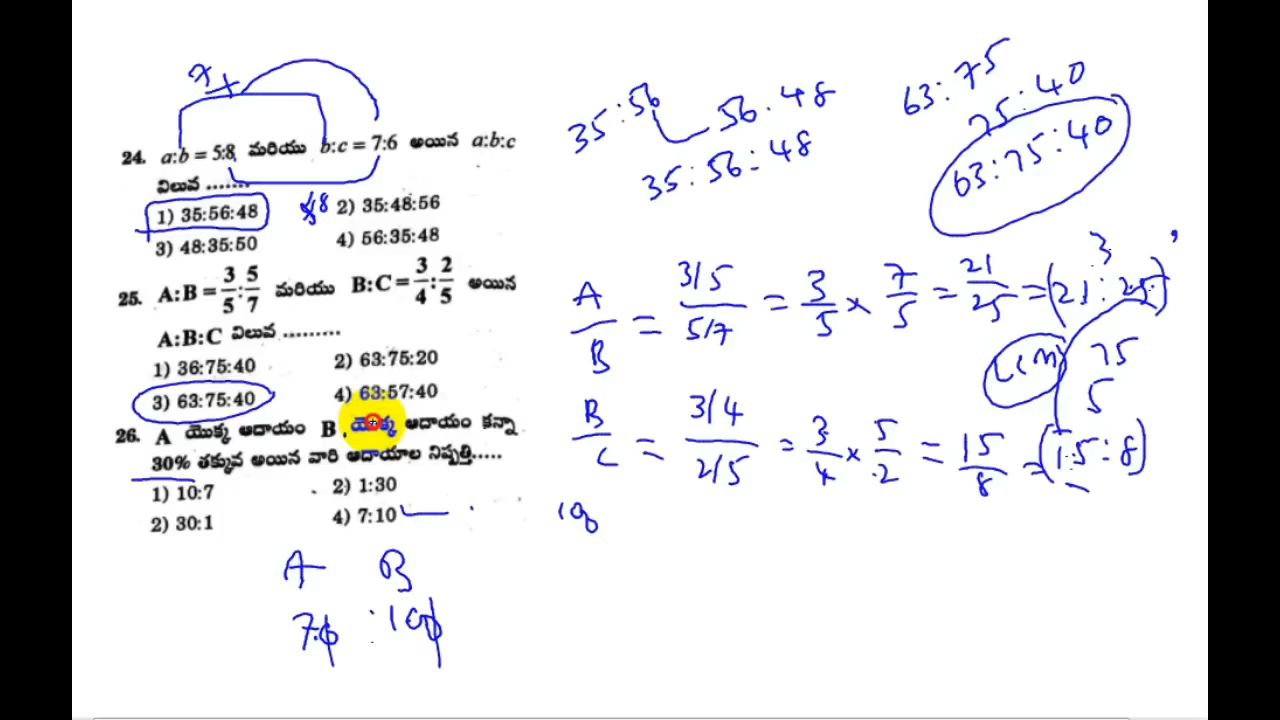 7
24. a:b = 5:8 మరియు b:c = 7:6 అయిన a:b:c
విలువ .......
1) 35:56:48 2) 35:48:56
48
3) 48:35:50 4) 56:35:48
25. A:B = 3/5 : 5/7 మరియు B:C = 3/4 : 2/5 అయిన
A:B:C విలువ .........
1) 36:75:40 2) 63:75:20
3) 63:75:40 4) 63:57:40
26. A యొక్క ఆదాయం B యొక్క ఆదాయం కన్నా
30% తక్కువ అయిన వారి ఆదాయాల నిష్పత్తి.....
1) 10:7 2) 1:30
2) 30:1 4) 7:10
A B
70 : 100
35:56 56.48
35:56:48
63:75
75:40
63:75:40
A/B = 3/5 / 5/7 = 3/5 × 7/5 = 21/25 = (21:25)
3
LCM 75
5
B/C = 3/4 / 2/5 = 3/4 × 5/2 = 15/8 = (15:8)